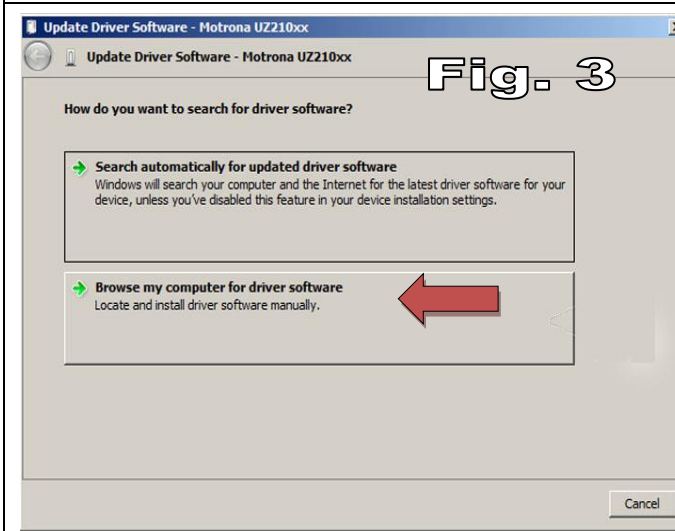 Update Driver Software - Motrona UZ210xx
Update Driver Software - Motrona UZ210xx
Fig. 3
How do you want to search for driver software?
Search automatically for updated driver software
Windows will search your computer and the Internet for the latest driver software for your
device, unless you've disabled this feature in your device installation settings.
Browse my computer for driver software
Locate and install driver software manually.
Cancel